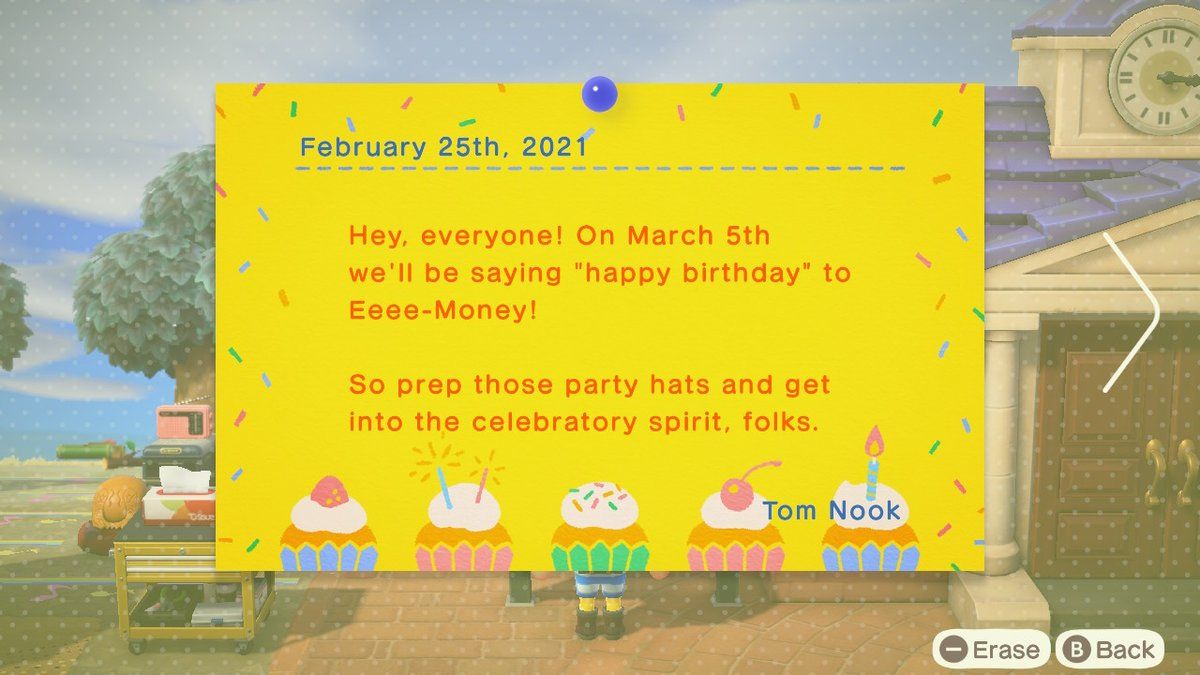 February 25th, 2021
Hey, everyone! On March 5th
we'll be saying "happy birthday" to
Eeee-Money!
So prep those party hats and get
into the celebratory spirit, folks.
Tom Nook
Erase
B Back